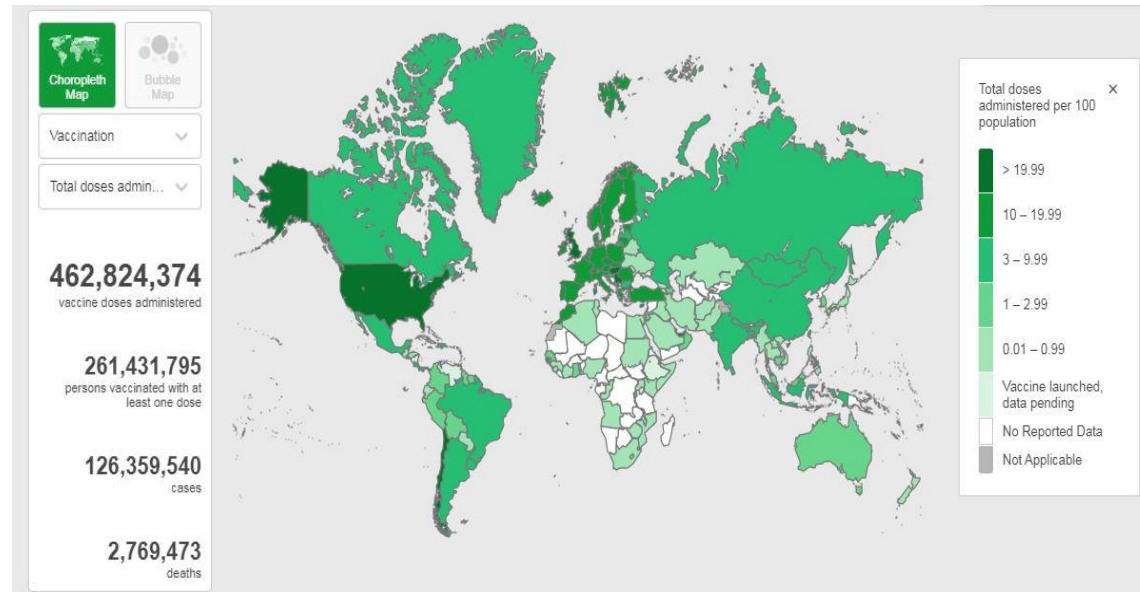 Choropleth
Map
Bubble
Map
Vaccination
Total doses admin...
462,824,374
vaccine doses administered
261,431,795
persons vaccinated with at
least one dose
126,359,540
cases
2,769,473
deaths
Total doses
administered per 100
population
×
> 19.99
10 – 19.99
3 – 9.99
1 – 2.99
0.01 – 0.99
Vaccine launched,
data pending
No Reported Data
Not Applicable